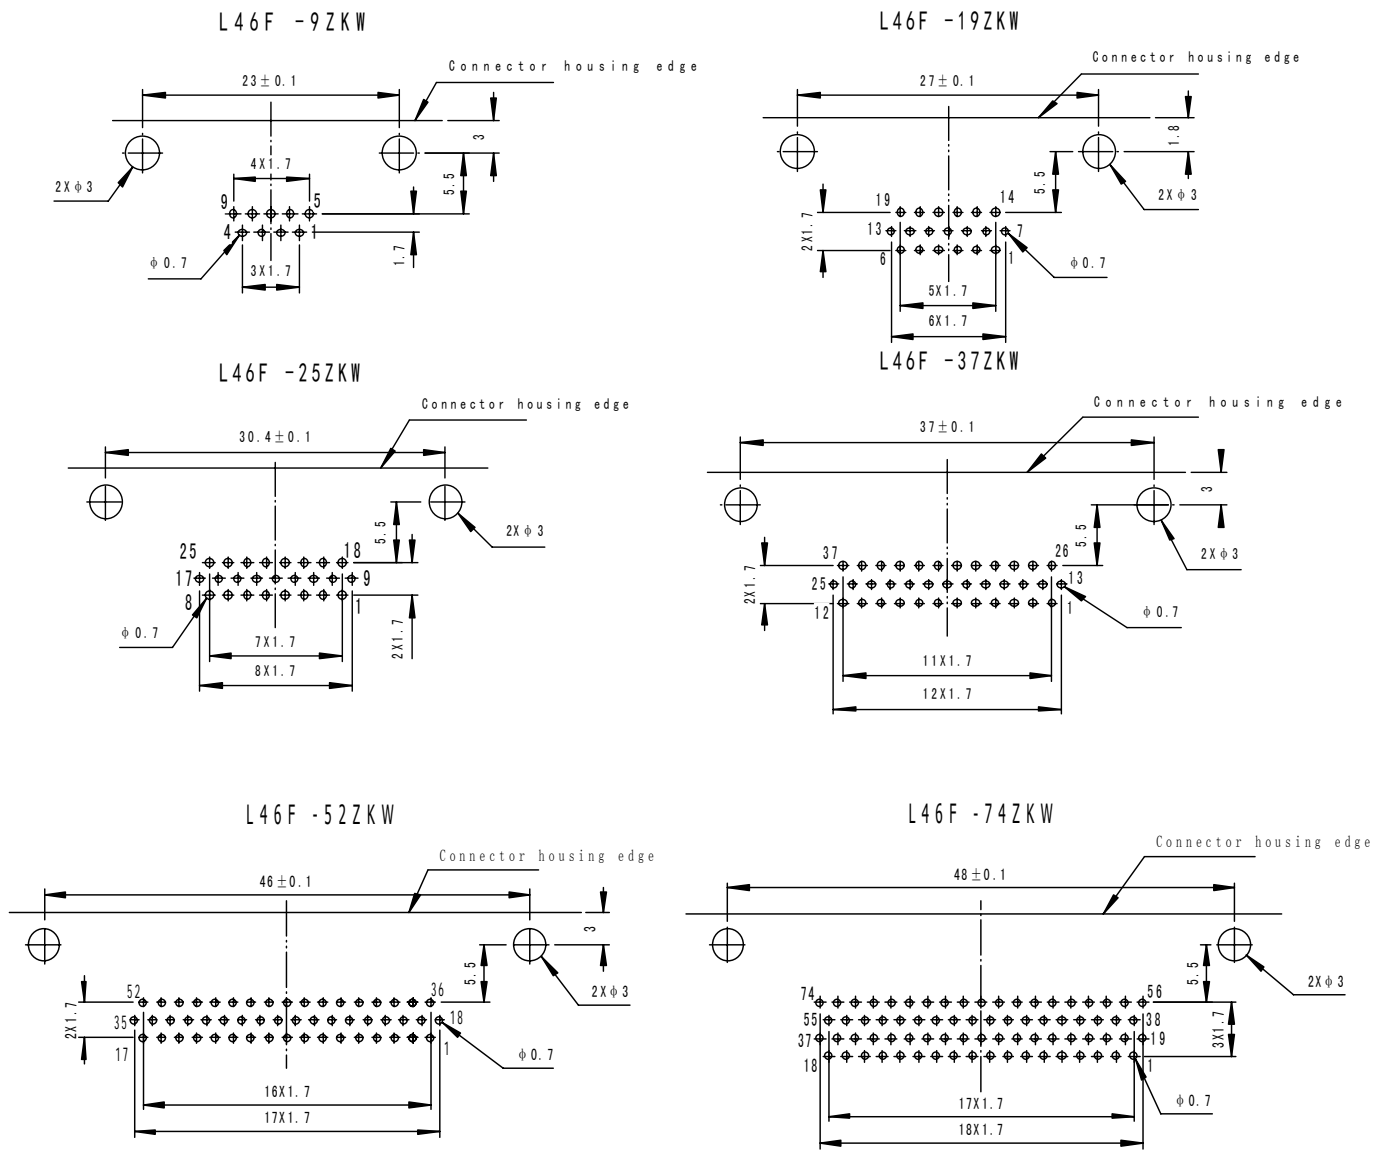 L46F -9ZKW
Connector housing edge
23±0.1
3
4X1.7
5.5
2Xφ3
9
5
4
1
1.7
φ0.7
3X1.7
L46F -19ZKW
Connector housing edge
27±0.1
1.8
5.5
2Xφ3
19
14
2X1.7
13
7
6
1
φ0.7
5X1.7
6X1.7
L46F -25ZKW
Connector housing edge
30.4±0.1
5.5
2Xφ3
25
18
17
9
8
1
φ0.7
2X1.7
7X1.7
8X1.7
L46F -37ZKW
Connector housing edge
37±0.1
3
5.5
2Xφ3
37
26
2X1.7
25
13
12
1
φ0.7
11X1.7
12X1.7
L46F -52ZKW
Connector housing edge
46±0.1
3
5.5
2Xφ3
52
36
2X1.7
35
18
17
1
φ0.7
16X1.7
17X1.7
L46F -74ZKW
Connector housing edge
48±0.1
5.5
2Xφ3
74
56
55
38
37
19
3X1.7
18
1
φ0.7
17X1.7
18X1.7